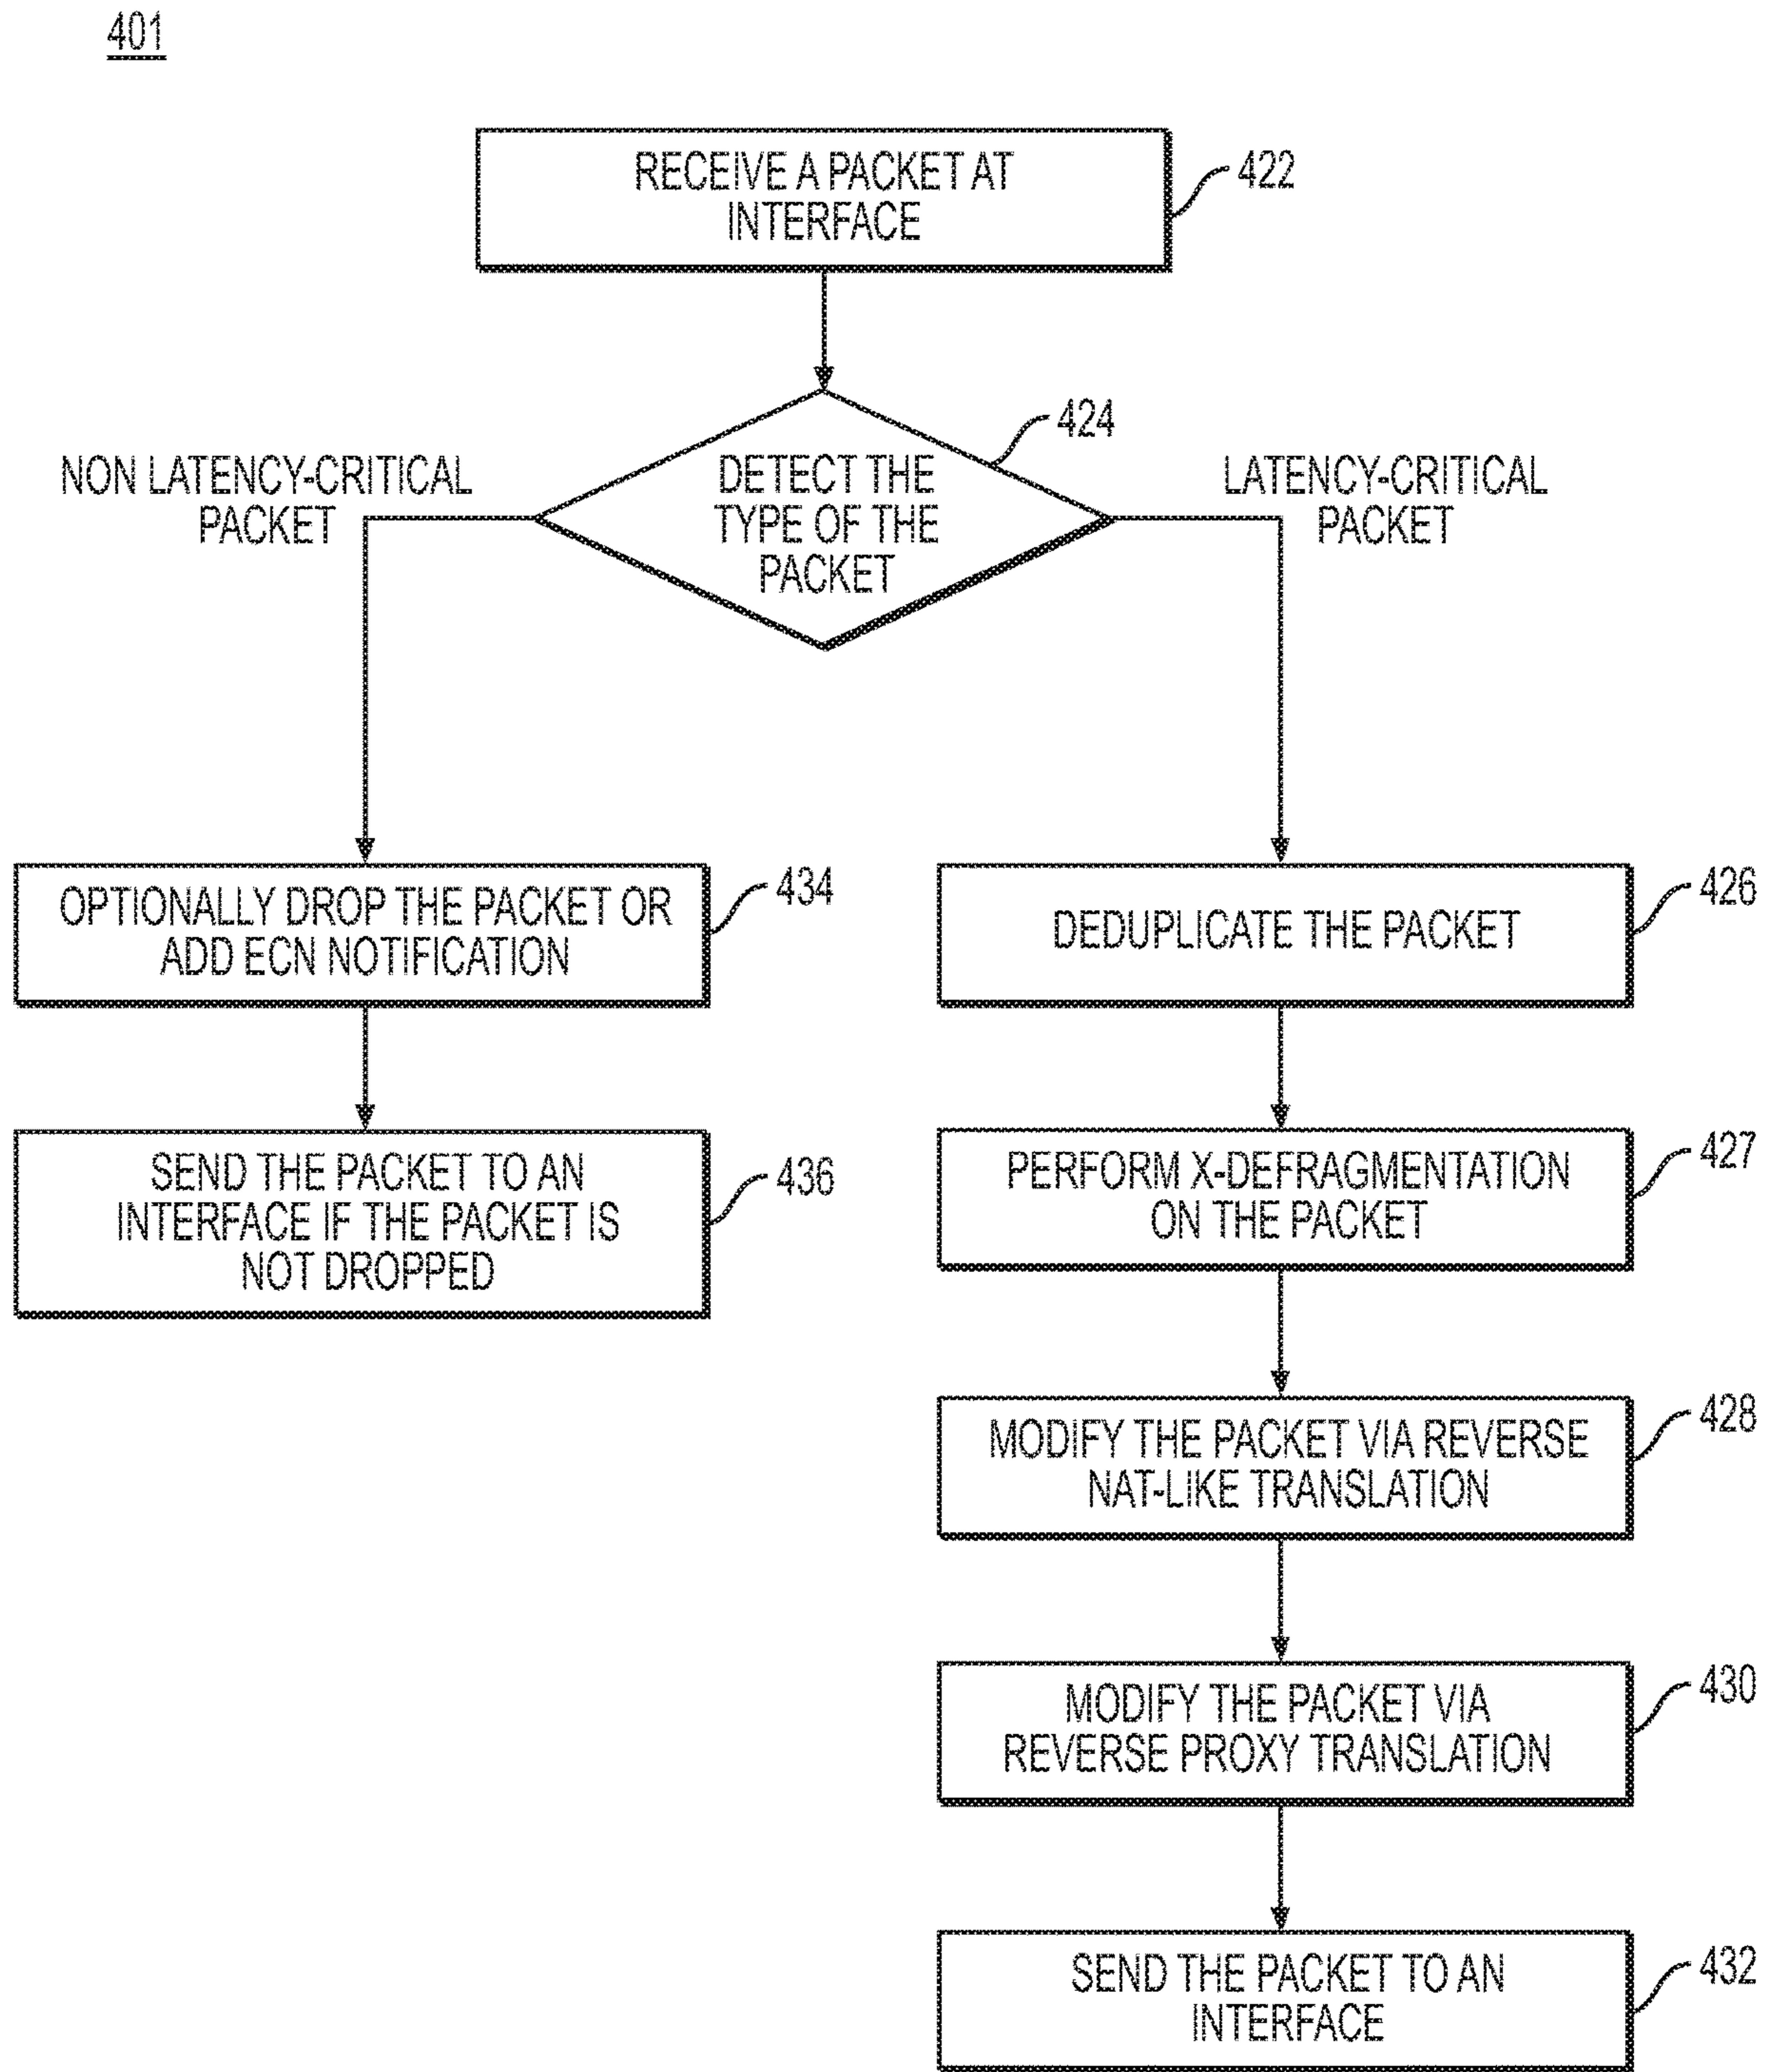 401
RECEIVE A PACKET AT
INTERFACE
422
424
DETECT THE
TYPE OF THE
PACKET
NON LATENCY-CRITICAL
PACKET
LATENCY-CRITICAL
PACKET
OPTIONALLY DROP THE PACKET OR
ADD ECN NOTIFICATION
434
DEDUPLICATE THE PACKET
426
SEND THE PACKET TO AN
INTERFACE IF THE PACKET IS
NOT DROPPED
436
PERFORM X-DEFRAGMENTATION
ON THE PACKET
427
MODIFY THE PACKET VIA REVERSE
NAT-LIKE TRANSLATION
428
MODIFY THE PACKET VIA
REVERSE PROXY TRANSLATION
430
SEND THE PACKET TO AN
INTERFACE
432